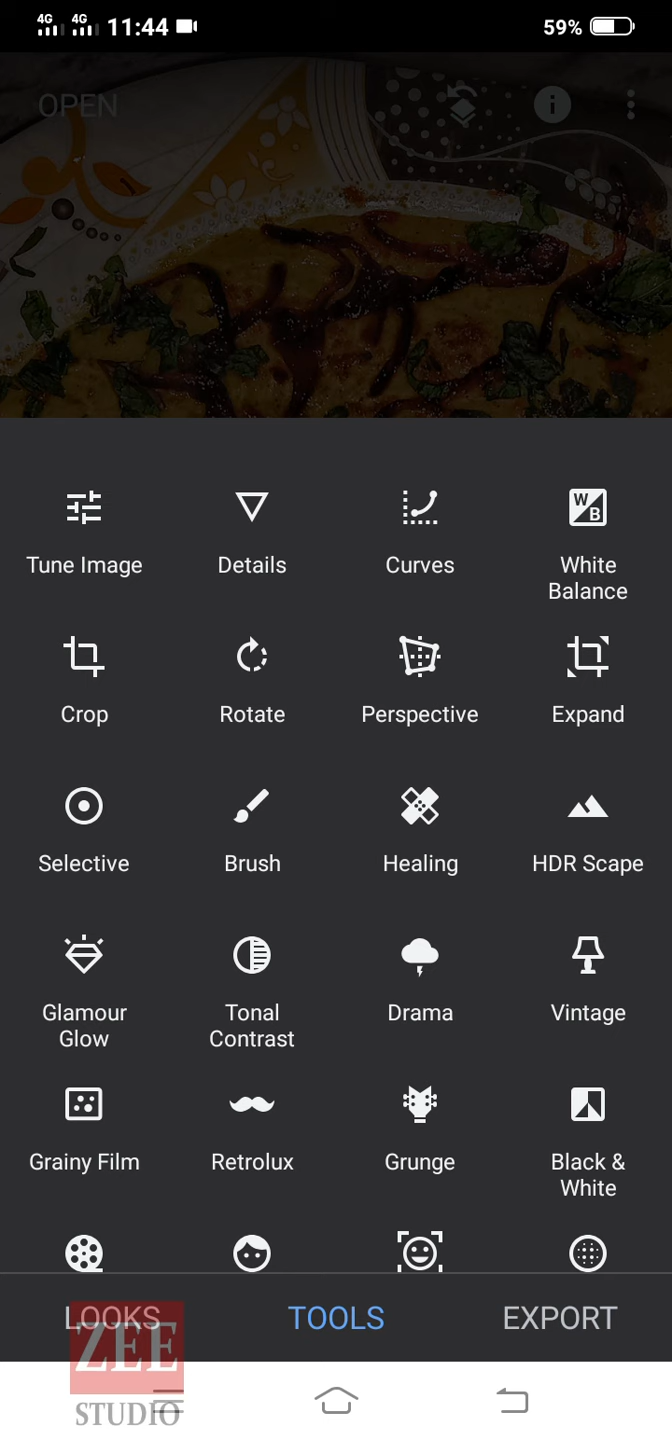 4G 4G 11:44 59%
OPEN
Tune Image Details Curves White
Balance
W
B
Crop Rotate Perspective Expand
Selective Brush Healing HDR Scape
Glamour Tonal Drama Vintage
Glow Contrast
Grainy Film Retrolux Grunge Black &
White
LOOKS TOOLS EXPORT
ZEE
STUDIO